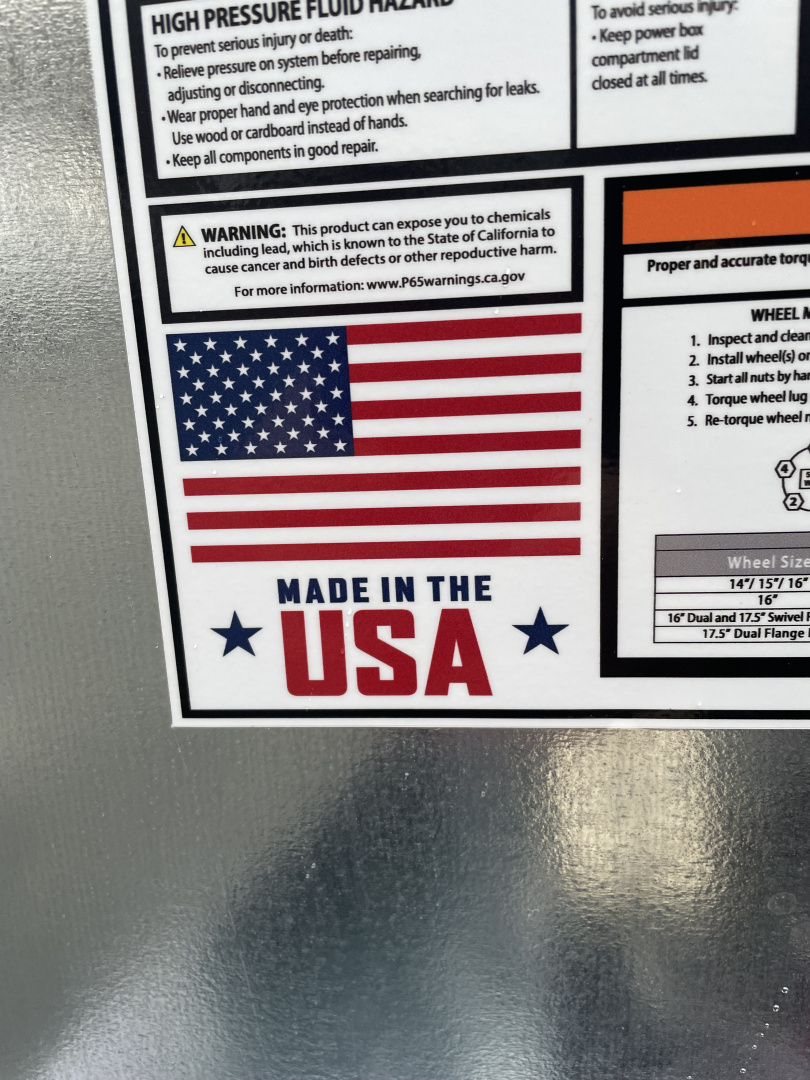 HIGH PRESSURE FLUID HAZARD
To prevent serious injury or death:
• Relieve pressure on system before repairing,
adjusting or disconnecting.
• Wear proper hand and eye protection when searching for leaks.
Use wood or cardboard instead of hands.
• Keep all components in good repair.
To avoid serious injury:
• Keep power box
compartment lid
closed at all times.
WARNING: This product can expose you to chemicals
including lead, which is known to the State of California to
cause cancer and birth defects or other reproductive harm.
For more information: www.P65warnings.ca.gov
MADE IN THE
USA
Proper and accurate
WHEEL
1. Inspect and clean
2. Install wheel(s)
3. Start all nuts by
4. Torque wheel lug
5. Re-torque wheel
4
2
Wheel Size
14"/ 15"/ 16"
16"
16" Dual and 17.5" Swivel
17.5" Dual Flange